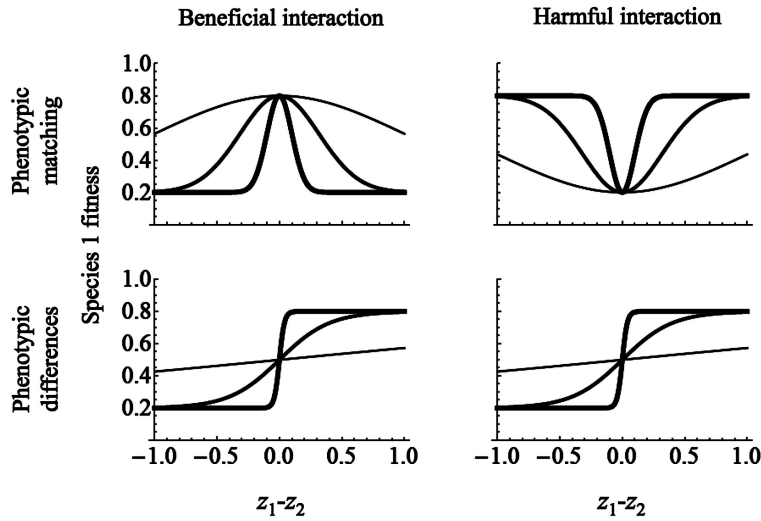 Beneficial interaction
Harmful interaction
Phenotypic
matching
Phenotypic
differences
Species 1 fitness
1.0
0.8
0.6
0.4
0.2
1.0
0.8
0.6
0.4
0.2
−1.0 −0.5 0.0 0.5 1.0
−1.0 −0.5 0.0 0.5 1.0
z1-z2
z1-z2